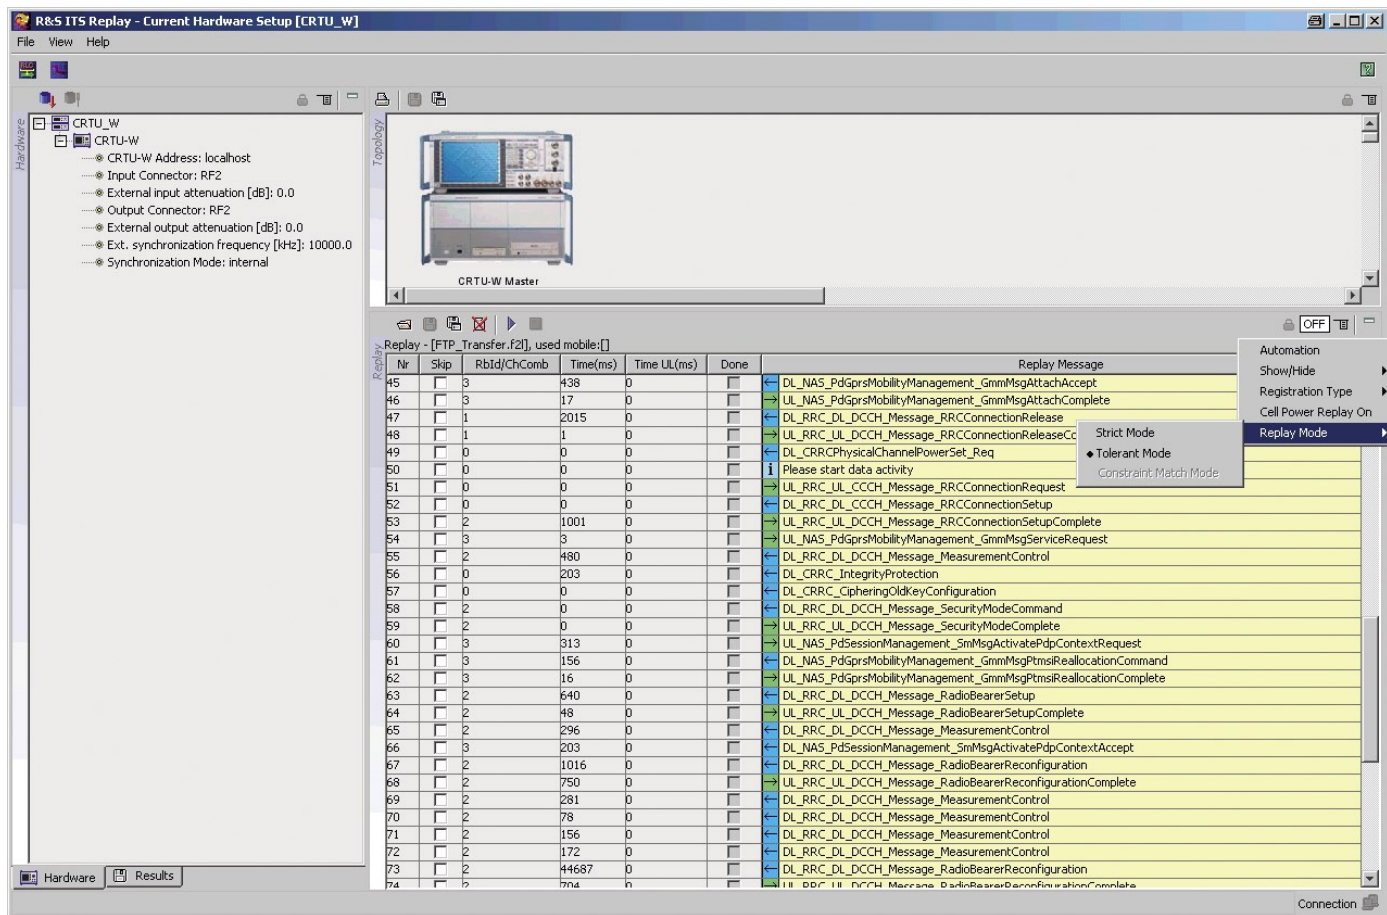 R&S ITS Replay - Current Hardware Setup [CRTU_W]
File View Help
Hardware
CRTU_W
CRTU-W
CRTU-W Address: localhost
Input Connector: RF2
External input attenuation [dB]: 0.0
Output Connector: RF2
External output attenuation [dB]: 0.0
Ext. synchronization frequency [kHz]: 10000.0
Synchronization Mode: internal
Hardware Results
Topology
CRTU-W Master
OFF
Replay
Replay - [FTP_Transfer.f2l], used mobile:[]
Nr Skip RbId/ChComb Time(ms) Time UL(ms) Done Replay Message
45 3 438 0 DL_NAS_PdGprsMobilityManagement_GmmMsgAttachAccept
46 3 17 0 UL_NAS_PdGprsMobilityManagement_GmmMsgAttachComplete
47 1 2015 0 DL_RRC_DL_DCCH_Message_RRCConnectionRelease
48 1 1 0 UL_RRC_UL_DCCH_Message_RRCConnectionReleaseCo
49 0 0 0 DL_CRRCPhysicalChannelPowerSet_Req
50 0 0 0 i Please start data activity
51 0 0 0 UL_RRC_UL_CCCH_Message_RRCConnectionRequest
52 0 0 0 DL_RRC_DL_CCCH_Message_RRCConnectionSetup
53 2 1001 0 UL_RRC_UL_DCCH_Message_RRCConnectionSetupComplete
54 3 3 0 UL_NAS_PdGprsMobilityManagement_GmmMsgServiceRequest
55 2 480 0 DL_RRC_DL_DCCH_Message_MeasurementControl
56 0 203 0 DL_CRRC_IntegrityProtection
57 0 0 0 DL_CRRC_CipheringOldKeyConfiguration
58 2 0 0 DL_RRC_DL_DCCH_Message_SecurityModeCommand
59 2 0 0 UL_RRC_UL_DCCH_Message_SecurityModeComplete
60 3 313 0 UL_NAS_PdSessionManagement_SmMsgActivatePdpContextRequest
61 3 156 0 DL_NAS_PdGprsMobilityManagement_GmmMsgPtmsiReallocationCommand
62 3 16 0 UL_NAS_PdGprsMobilityManagement_GmmMsgPtmsiReallocationComplete
63 2 640 0 DL_RRC_DL_DCCH_Message_RadioBearerSetup
64 2 48 0 UL_RRC_UL_DCCH_Message_RadioBearerSetupComplete
65 2 296 0 DL_RRC_DL_DCCH_Message_MeasurementControl
66 3 203 0 DL_NAS_PdSessionManagement_SmMsgActivatePdpContextAccept
67 2 1016 0 DL_RRC_DL_DCCH_Message_RadioBearerReconfiguration
68 2 750 0 UL_RRC_UL_DCCH_Message_RadioBearerReconfigurationComplete
69 2 281 0 DL_RRC_DL_DCCH_Message_MeasurementControl
70 2 78 0 DL_RRC_DL_DCCH_Message_MeasurementControl
71 2 156 0 DL_RRC_DL_DCCH_Message_MeasurementControl
72 2 172 0 DL_RRC_DL_DCCH_Message_MeasurementControl
73 2 44687 0 DL_RRC_DL_DCCH_Message_RadioBearerReconfiguration
74 2 704 0 UL_RRC_UL_DCCH_Message_RadioBearerReconfigurationComplete
Automation
Show/Hide
Registration Type
Cell Power Replay On
Replay Mode
Strict Mode
Tolerant Mode
Constraint Match Mode
Connection